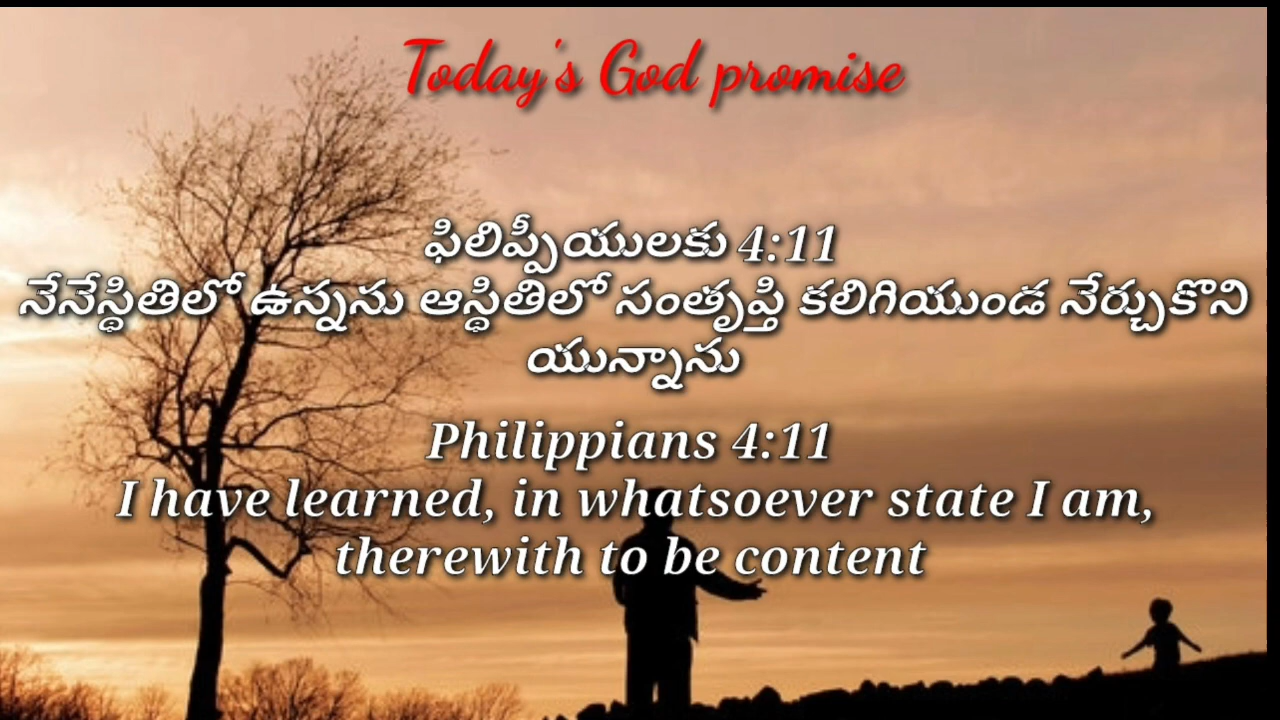 Today's God promise
ఫిలిప్పీయులకు 4:11
నేనేస్థితిలో ఉన్నను ఆస్థితిలో సంతృప్తి కలిగియుండ నేర్చుకొని
యున్నాను
Philippians 4:11
I have learned, in whatsoever state I am,
therewith to be content